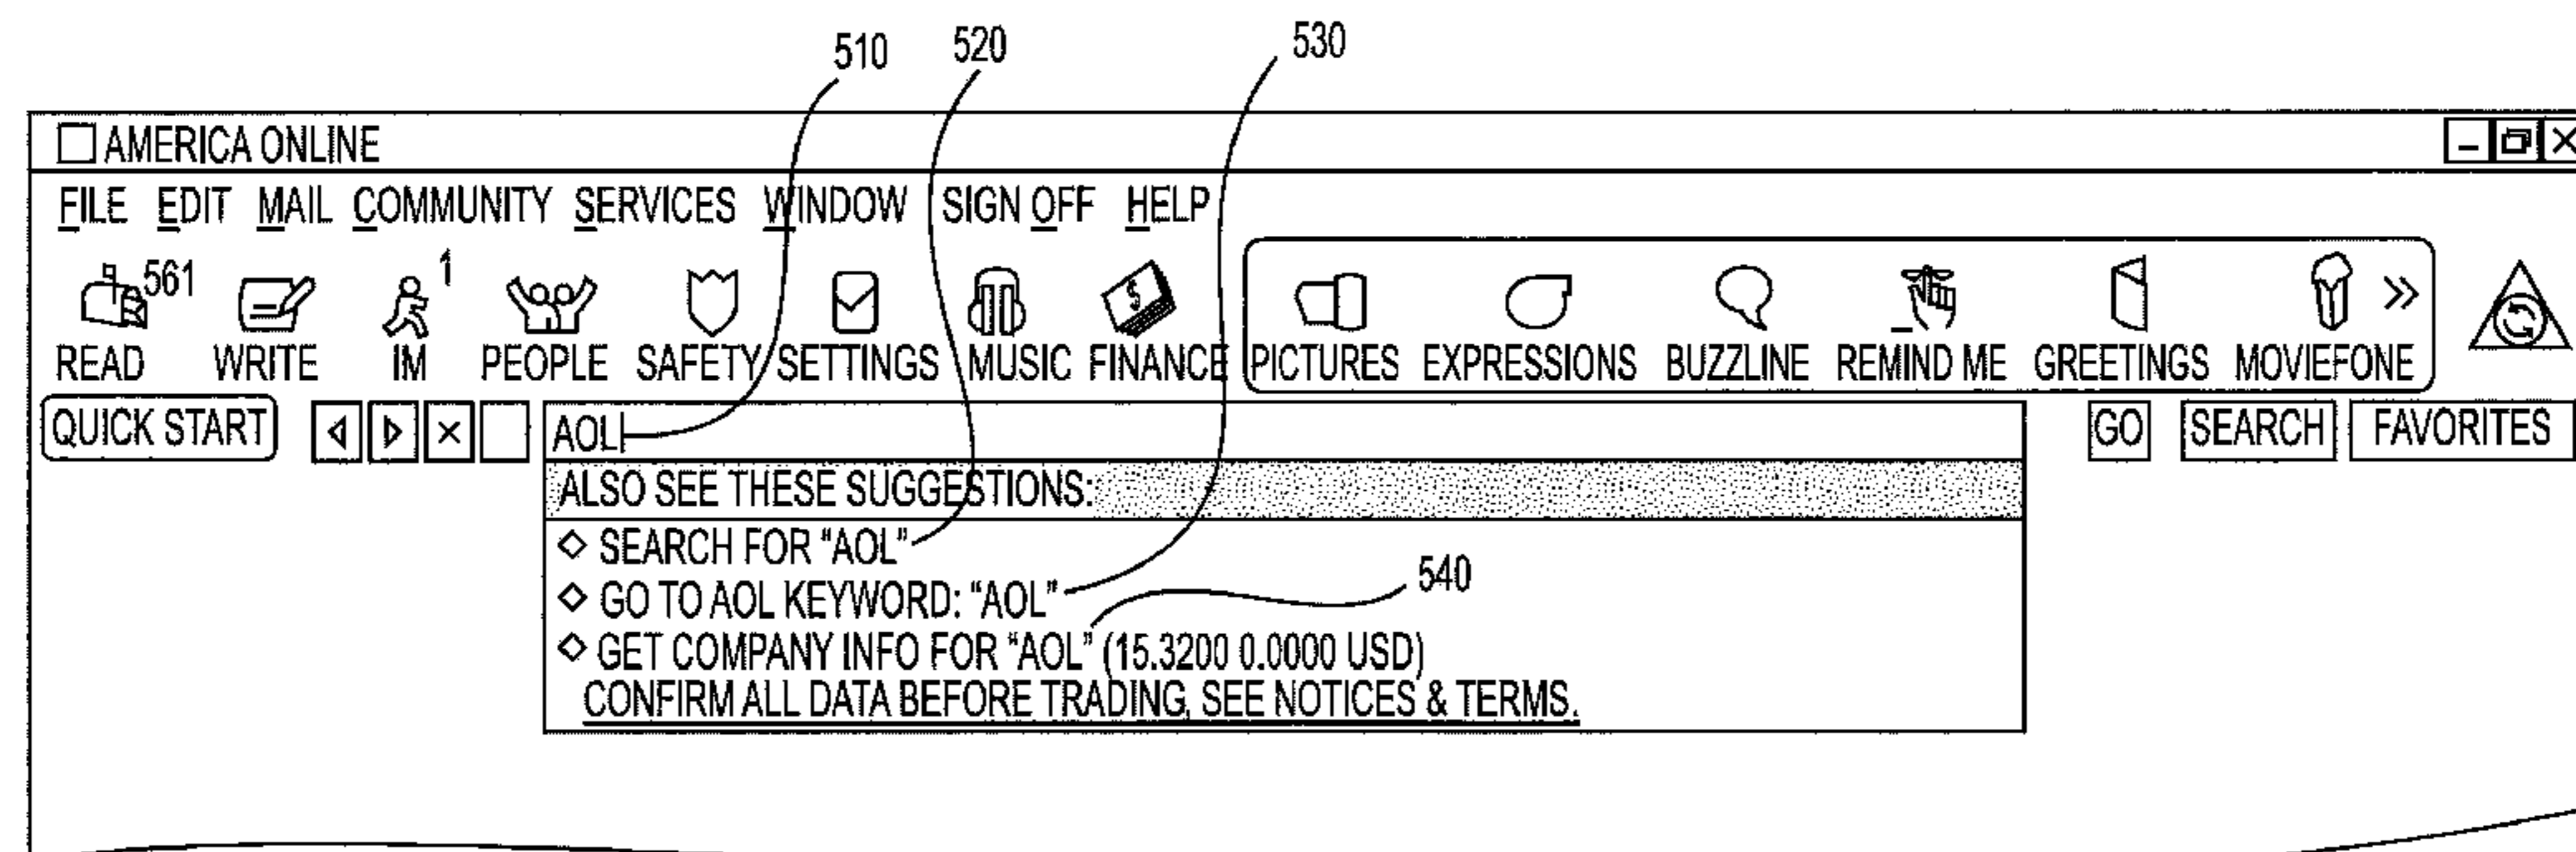 510 520 530
AMERICA ONLINE
FILE EDIT MAIL COMMUNITY SERVICES WINDOW SIGN OFF HELP
561 1
READ WRITE IM PEOPLE SAFETY SETTINGS MUSIC FINANCE PICTURES EXPRESSIONS BUZZLINE REMIND ME GREETINGS MOVIEFONE
QUICK START AOL GO SEARCH FAVORITES
ALSO SEE THESE SUGGESTIONS:
SEARCH FOR “AOL”
GO TO AOL KEYWORD: “AOL” 540
GET COMPANY INFO FOR “AOL” (15.3200 0.0000 USD)
CONFIRM ALL DATA BEFORE TRADING, SEE NOTICES & TERMS.